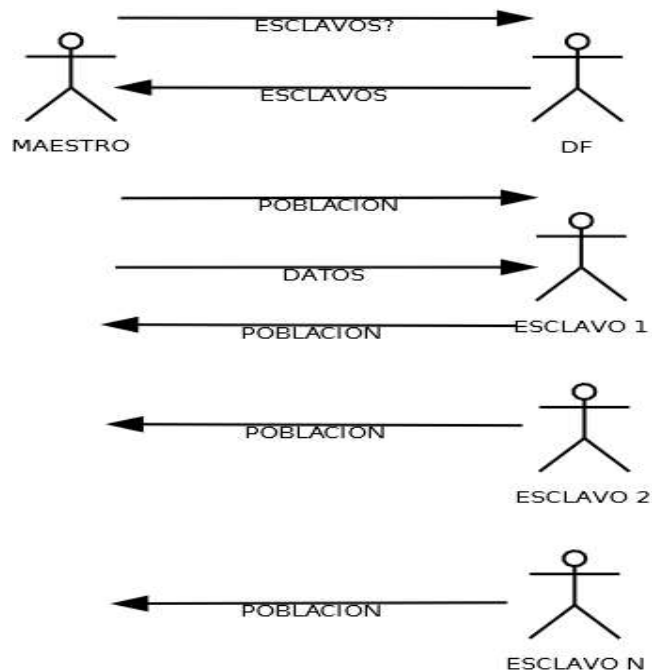 ESCLAVOS?
ESCLAVOS
MAESTRO
DF
POBLACION
DATOS
POBLACION
ESCLAVO 1
POBLACION
ESCLAVO 2
POBLACION
ESCLAVO N